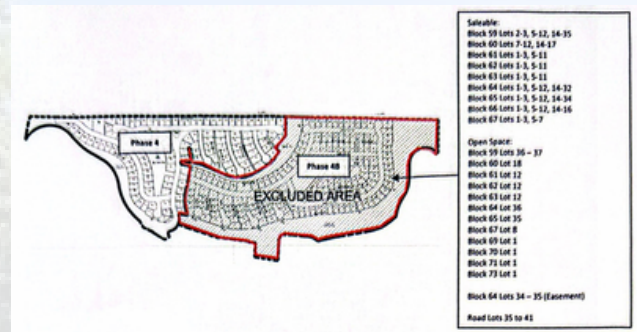 Phase 4
Phase 4B
EXCLUDED AREA
Saleable:
Block 59 Lots 2-3, 5-12, 14-35
Block 60 Lots 7-12, 14-17
Block 61 Lots 1-3, 5-11
Block 62 Lots 1-3, 5-11
Block 63 Lots 1-3, 5-11
Block 64 Lots 1-3, 5-12, 14-32
Block 65 Lots 1-3, 5-12, 14-34
Block 66 Lots 1-3, 5-12, 14-16
Block 67 Lots 1-3, 5-7
Open Space:
Block 59 Lots 36 – 37
Block 60 Lot 18
Block 61 Lot 12
Block 62 Lot 12
Block 63 Lot 12
Block 64 Lot 36
Block 65 Lot 35
Block 67 Lot 8
Block 69 Lot 1
Block 70 Lot 1
Block 71 Lot 1
Block 73 Lot 1
Block 64 Lots 34 – 35 (Easement)
Road Lots 35 to 41